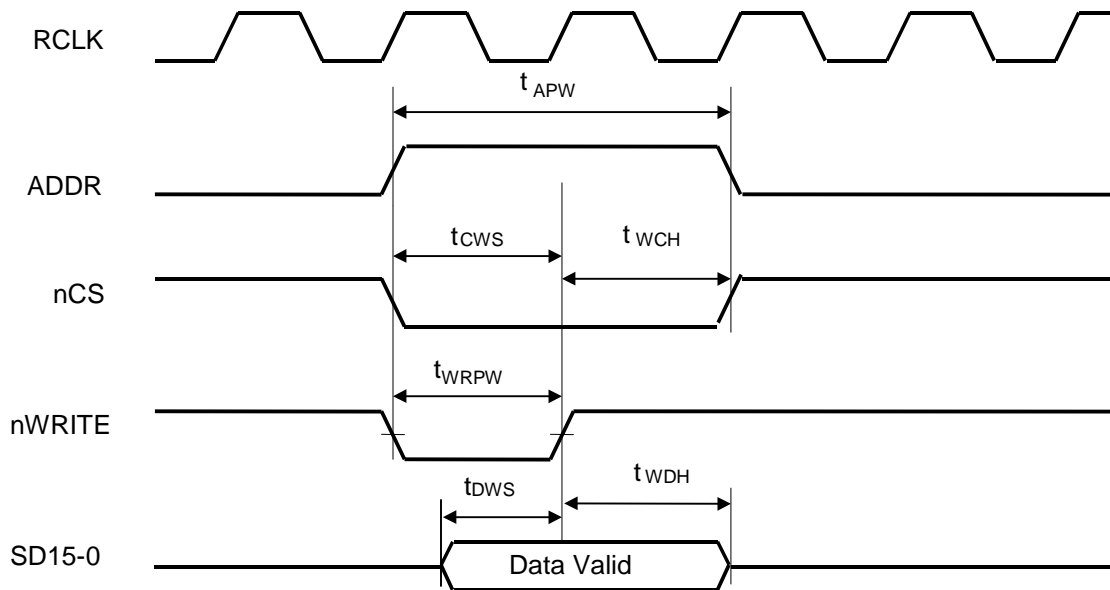 RCLK
t APW
ADDR
tCWS
t WCH
nCS
tWRPW
nWRITE
tDWS
t WDH
SD15-0
Data Valid